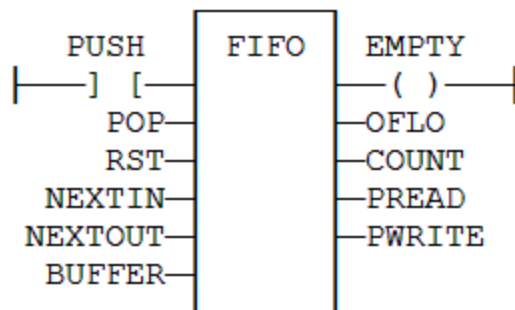 PUSH FIFO EMPTY
] [ ( )
POP OFLO
RST COUNT
NEXTIN PREAD
NEXTOUT PWRITE
BUFFER